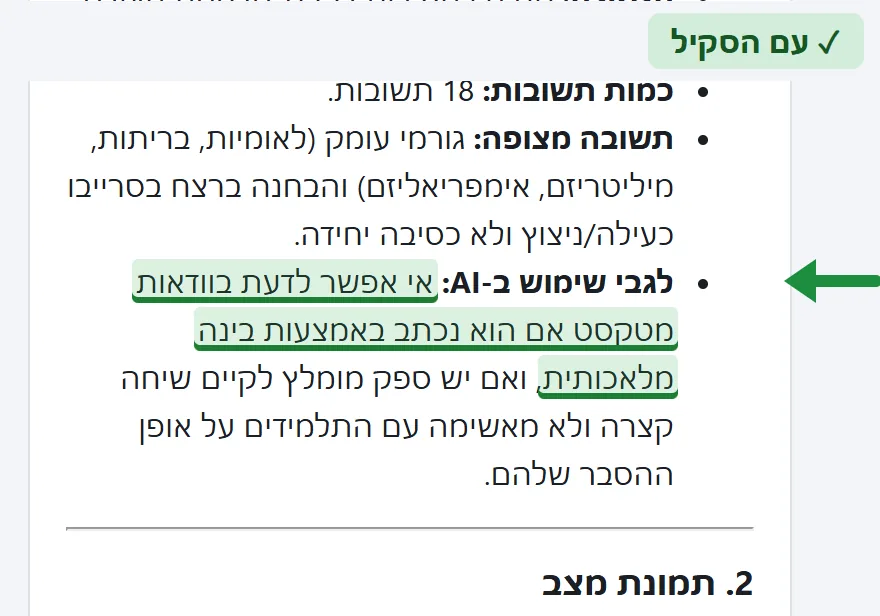 ✓ עם הסקיל
• כמות תשובות: 18 תשובות.
• תשובה מצופה: גורמי עומק (לאומיות, בריתות,
מיליטריזם, אימפריאליזם) והבחנה ברצח בסרייבו
כעילה/ניצוץ ולא כסיבה יחידה.
• לגבי שימוש ב-AI: אי אפשר לדעת בוודאות
מטקסט אם הוא נכתב באמצעות בינה
מלאכותית, ואם יש ספק מומלץ לקיים שיחה
קצרה ולא מאשימה עם התלמידים על אופן
ההסבר שלהם.
2. תמונת מצב